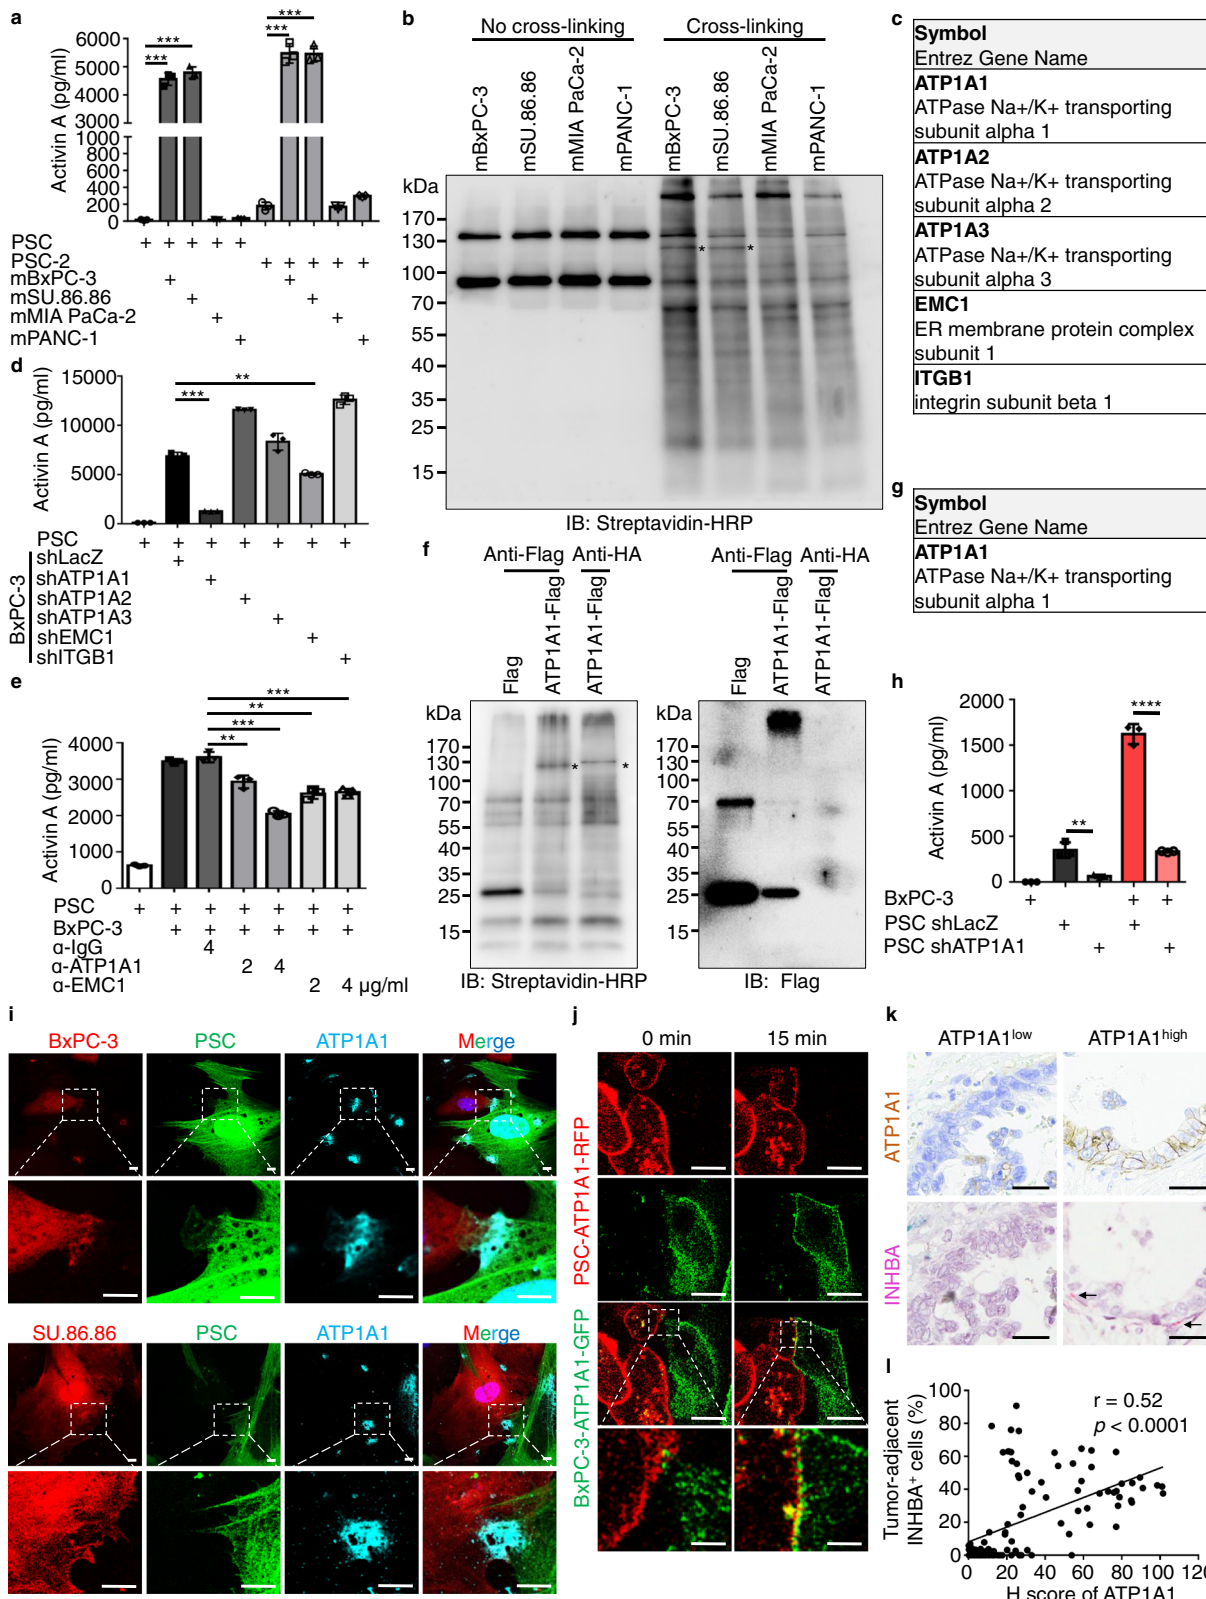 a
***
***
***
***
Activin A (pg/ml)
6000
5000
4000
3000
1000
800
600
400
200
0
PSC + + + + +
PSC-2 + + + + +
mBxPC-3 + +
mSU.86.86 + +
mMIA PaCa-2 + +
mPANC-1 + +
b
No cross-linking Cross-linking
mBxPC-3 mSU.86.86 mMIA PaCa-2 mPANC-1 mBxPC-3 mSU.86.86 mMIA PaCa-2 mPANC-1
kDa
170
130
100
70
55
40
35
25
15
* *
IB: Streptavidin-HRP
c
Symbol
Entrez Gene Name
ATP1A1
ATPase Na+/K+ transporting
subunit alpha 1
ATP1A2
ATPase Na+/K+ transporting
subunit alpha 2
ATP1A3
ATPase Na+/K+ transporting
subunit alpha 3
EMC1
ER membrane protein complex
subunit 1
ITGB1
integrin subunit beta 1
d
**
***
Activin A (pg/ml)
15000
10000
5000
0
PSC + + + + + + +
BxPC-3
shLacZ +
shATP1A1 +
shATP1A2 +
shATP1A3 +
shEMC1 +
shITGB1 +
e
***
**
***
**
Activin A (pg/ml)
4000
3000
2000
1000
0
PSC + + + + + + +
BxPC-3 + + + + + +
α-IgG 4
α-ATP1A1 2 4
α-EMC1 2 4 µg/ml
f
Anti-Flag Anti-HA Anti-Flag Anti-HA
Flag ATP1A1-Flag ATP1A1-Flag Flag ATP1A1-Flag ATP1A1-Flag
kDa
170
130
100
70
55
40
35
25
15
* *
IB: Streptavidin-HRP
kDa
170
130
100
70
55
40
35
25
15
IB: Flag
g
Symbol
Entrez Gene Name
ATP1A1
ATPase Na+/K+ transporting
subunit alpha 1
h
****
**
Activin A (pg/ml)
2000
1500
1000
500
0
BxPC-3 + + +
PSC shLacZ + +
PSC shATP1A1 + +
i
BxPC-3 PSC ATP1A1 Merge
SU.86.86 PSC ATP1A1 Merge
j
0 min 15 min
PSC-ATP1A1-RFP
BxPC-3-ATP1A1-GFP
k
ATP1A1low ATP1A1high
ATP1A1
INHBA
l
Tumor-adjacent
INHBA+ cells (%)
100
80
60
40
20
0
r = 0.52
p < 0.0001
0 20 40 60 80 100 120
H score of ATP1A1